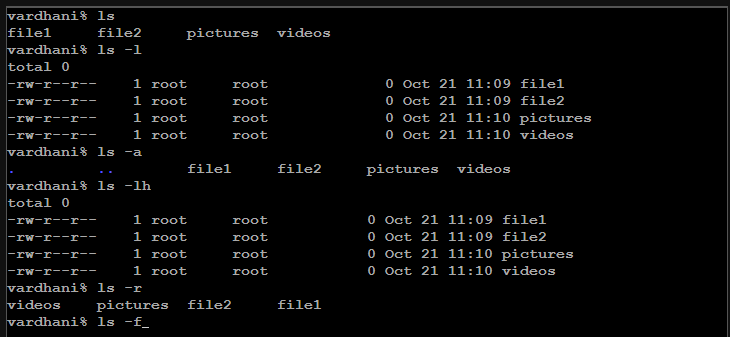 vardhani% ls
file1     file2     pictures  videos
vardhani% ls -l
total 0
-rw-r--r--    1 root     root             0 Oct 21 11:09 file1
-rw-r--r--    1 root     root             0 Oct 21 11:09 file2
-rw-r--r--    1 root     root             0 Oct 21 11:10 pictures
-rw-r--r--    1 root     root             0 Oct 21 11:10 videos
vardhani% ls -a
.         ..        file1     file2     pictures  videos
vardhani% ls -lh
total 0
-rw-r--r--    1 root     root           0 Oct 21 11:09 file1
-rw-r--r--    1 root     root           0 Oct 21 11:09 file2
-rw-r--r--    1 root     root           0 Oct 21 11:10 pictures
-rw-r--r--    1 root     root           0 Oct 21 11:10 videos
vardhani% ls -r
videos    pictures  file2     file1
vardhani% ls -f_